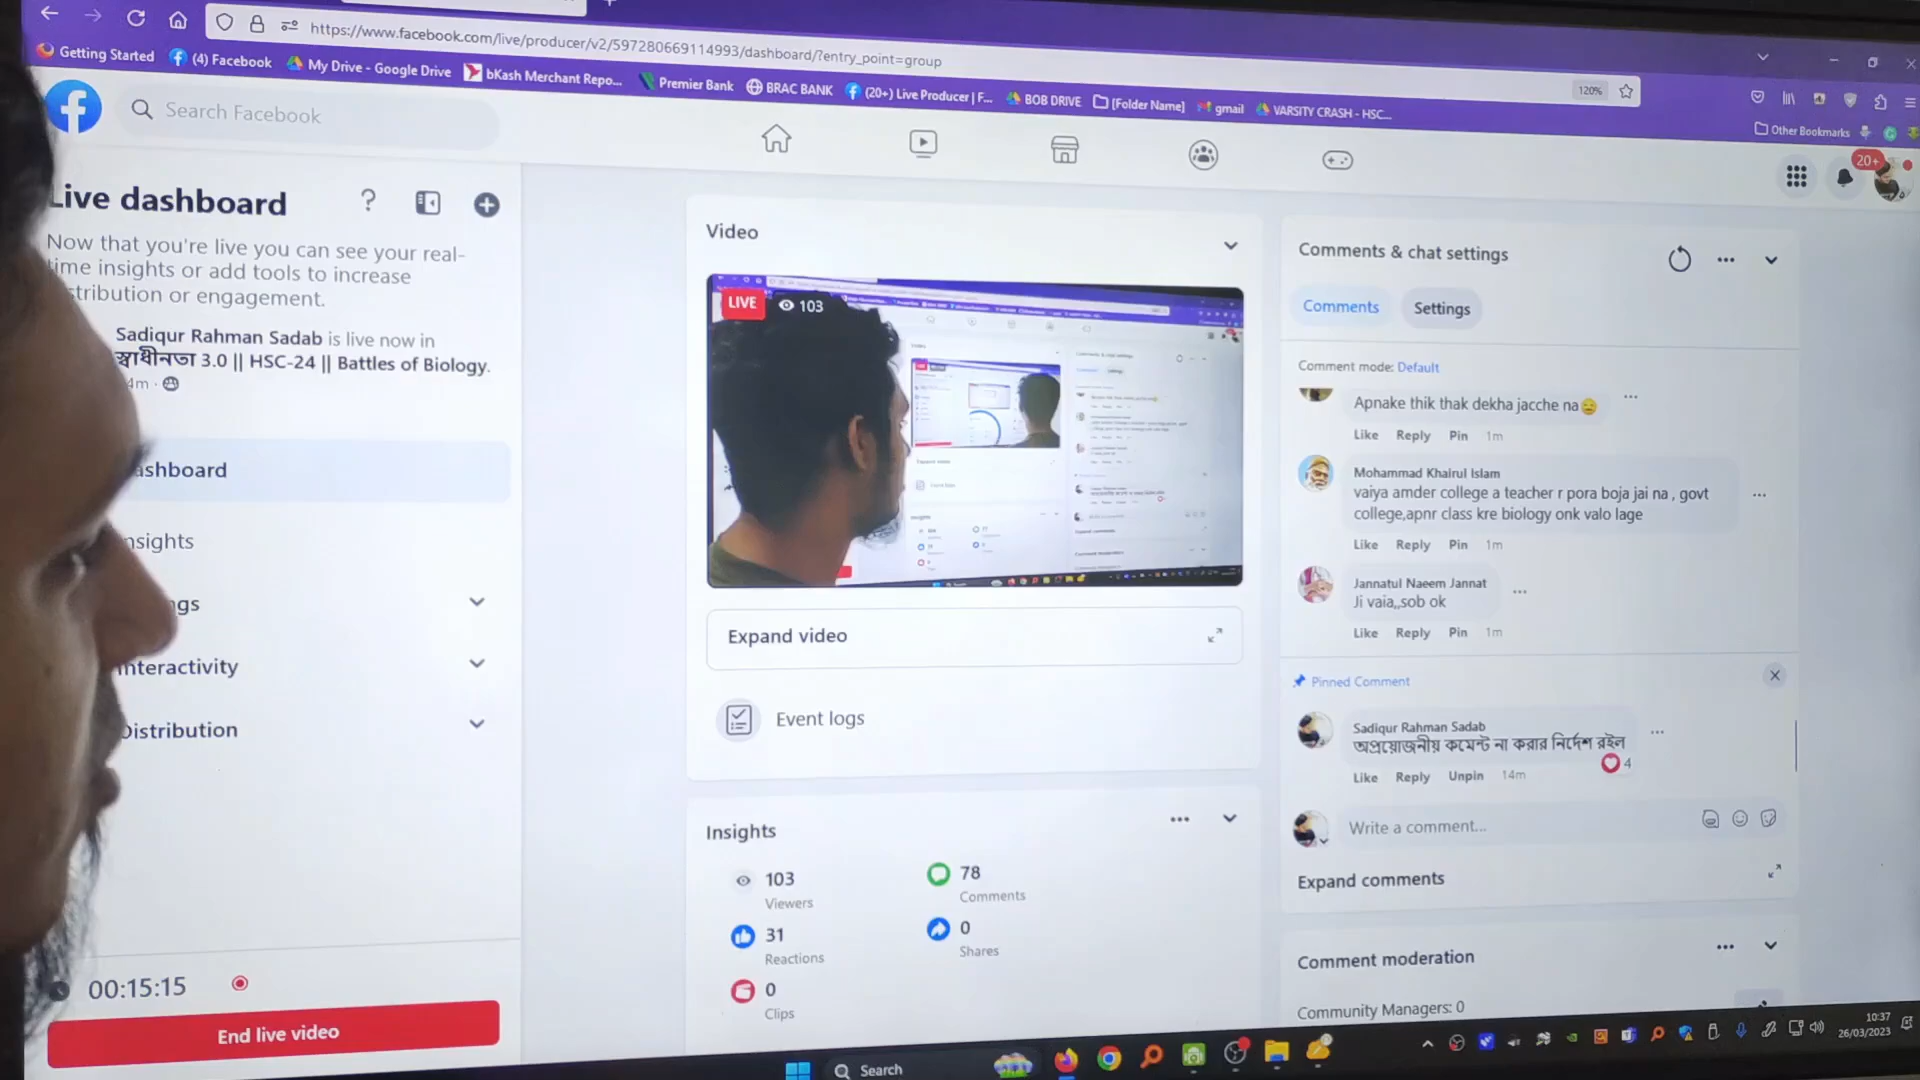 https://www.facebook.com/live/producer/v2/597280669114993/dashboard/?entry_point=group
120%
Getting Started
(4) Facebook
My Drive - Google Drive
bKash Merchant Repo...
Premier Bank
BRAC BANK
(20+) Live Producer | F...
BOB DRIVE
[Folder Name]
gmail
VARSITY CRASH - HSC...
Other Bookmarks
Search Facebook
20+
Live dashboard
Now that you're live you can see your real-
time insights or add tools to increase
distribution or engagement.
Sadiqur Rahman Sadab is live now in
স্বাধীনতা 3.0 || HSC-24 || Battles of Biology.
4m
Dashboard
Insights
Interactivity
Distribution
00:15:15
End live video
Video
LIVE
103
Expand video
Event logs
Insights
103
Viewers
78
Comments
31
Reactions
0
Shares
0
Clips
Comments & chat settings
Comments
Settings
Comment mode: Default
Apnake thik thak dekha jacche na😔
Like Reply Pin 1m
Mohammad Khairul Islam
vaiya amder college a teacher r pora boja jai na , govt
college,apnr class kre biology onk valo lage
Like Reply Pin 1m
Jannatul Naeem Jannat
Ji vaia,,sob ok
Like Reply Pin 1m
Pinned Comment
Sadiqur Rahman Sadab
অপ্রয়োজনীয় কমেন্ট না করার নির্দেশ রইল
4
Like Reply Unpin 14m
Write a comment...
Expand comments
Comment moderation
Community Managers: 0
Search
10:37
26/03/2023